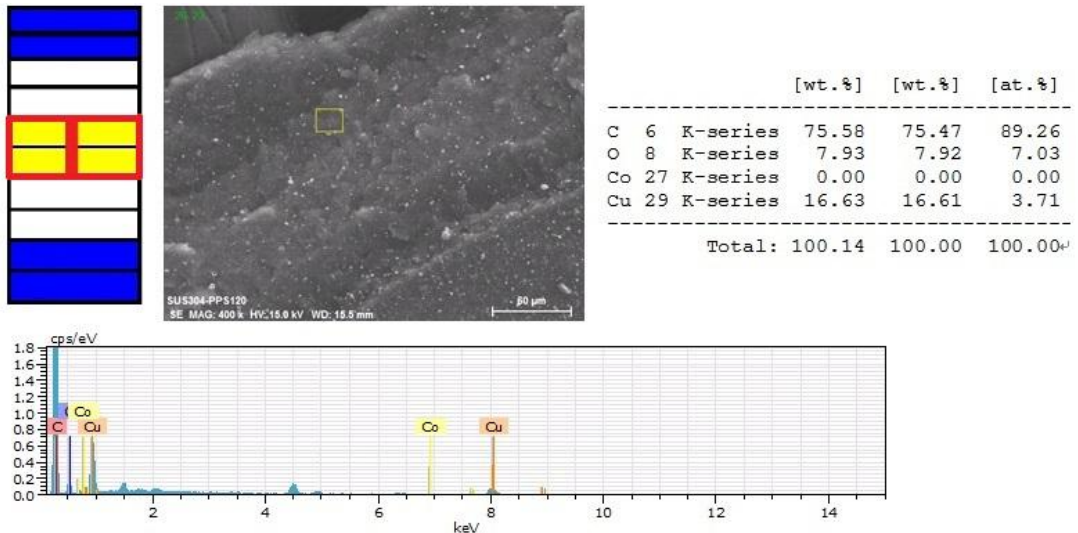 SUS304-PPS120
SE MAG: 400 x HV: 15.0 kV WD: 15.5 mm
60 µm
[wt.%] [wt.%] [at.%]
C 6 K-series 75.58 75.47 89.26
O 8 K-series 7.93 7.92 7.03
Co 27 K-series 0.00 0.00 0.00
Cu 29 K-series 16.63 16.61 3.71
Total: 100.14 100.00 100.00↵
cps/eV
1.8
1.6
1.4
1.2
1.0
0.8
0.6
0.4
0.2
0.0
Co
C Cu Co Cu
2 4 6 8 10 12 14
keV